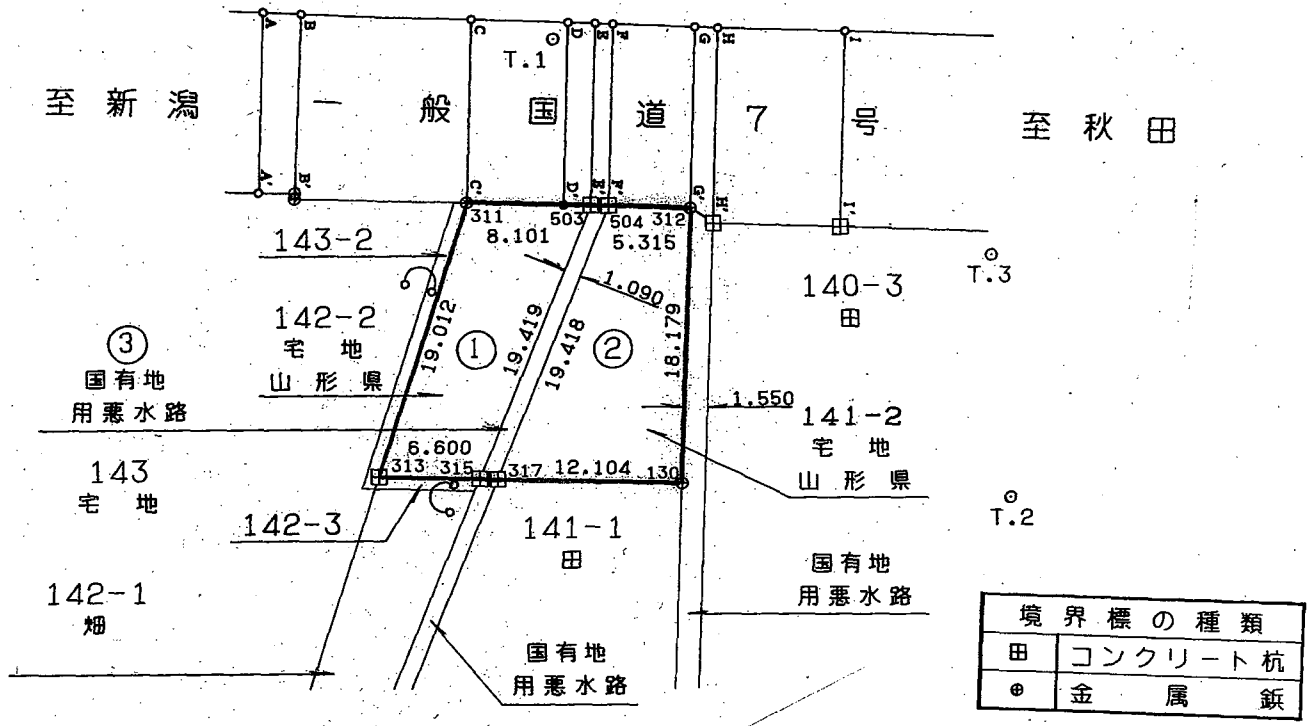 A B C D E F G H I
T.1
至新潟 一般国道7号 至秋田
A' B' C' D' E' F' G' H' I'
311 503 504 312
8.101 5.315
143-2
T.3
1.090
140-3
田
142-2
宅地
山形県
19.012
①
19.419
19.418
②
18.179
③
国有地
用悪水路
1.550
141-2
宅地
山形県
6.600
313 315 317 12.104 130
143
宅地
T.2
142-3
141-1
田
国有地
用悪水路
142-1
畑
国有地
用悪水路
境界標の種類
コンクリート杭
金属鋲